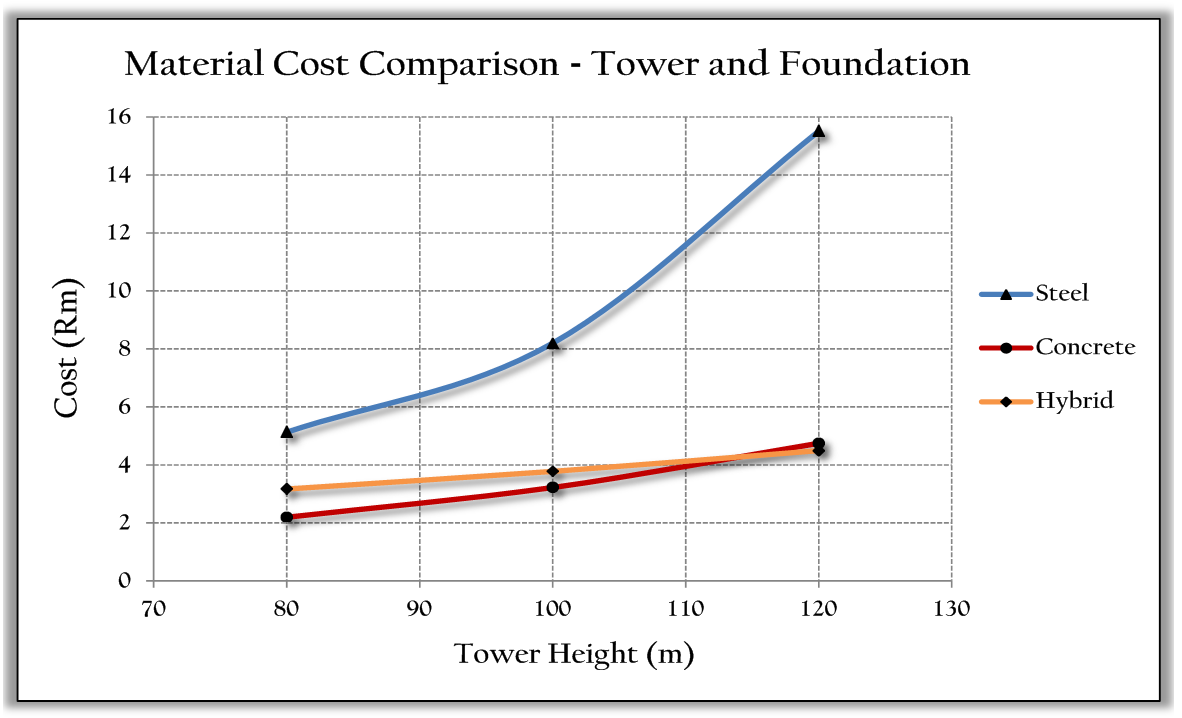 Material Cost Comparison - Tower and Foundation
16
14
12
10
8
6
4
2
0
Cost (Rm)
70 80 90 100 110 120 130
Tower Height (m)
Steel
Concrete
Hybrid